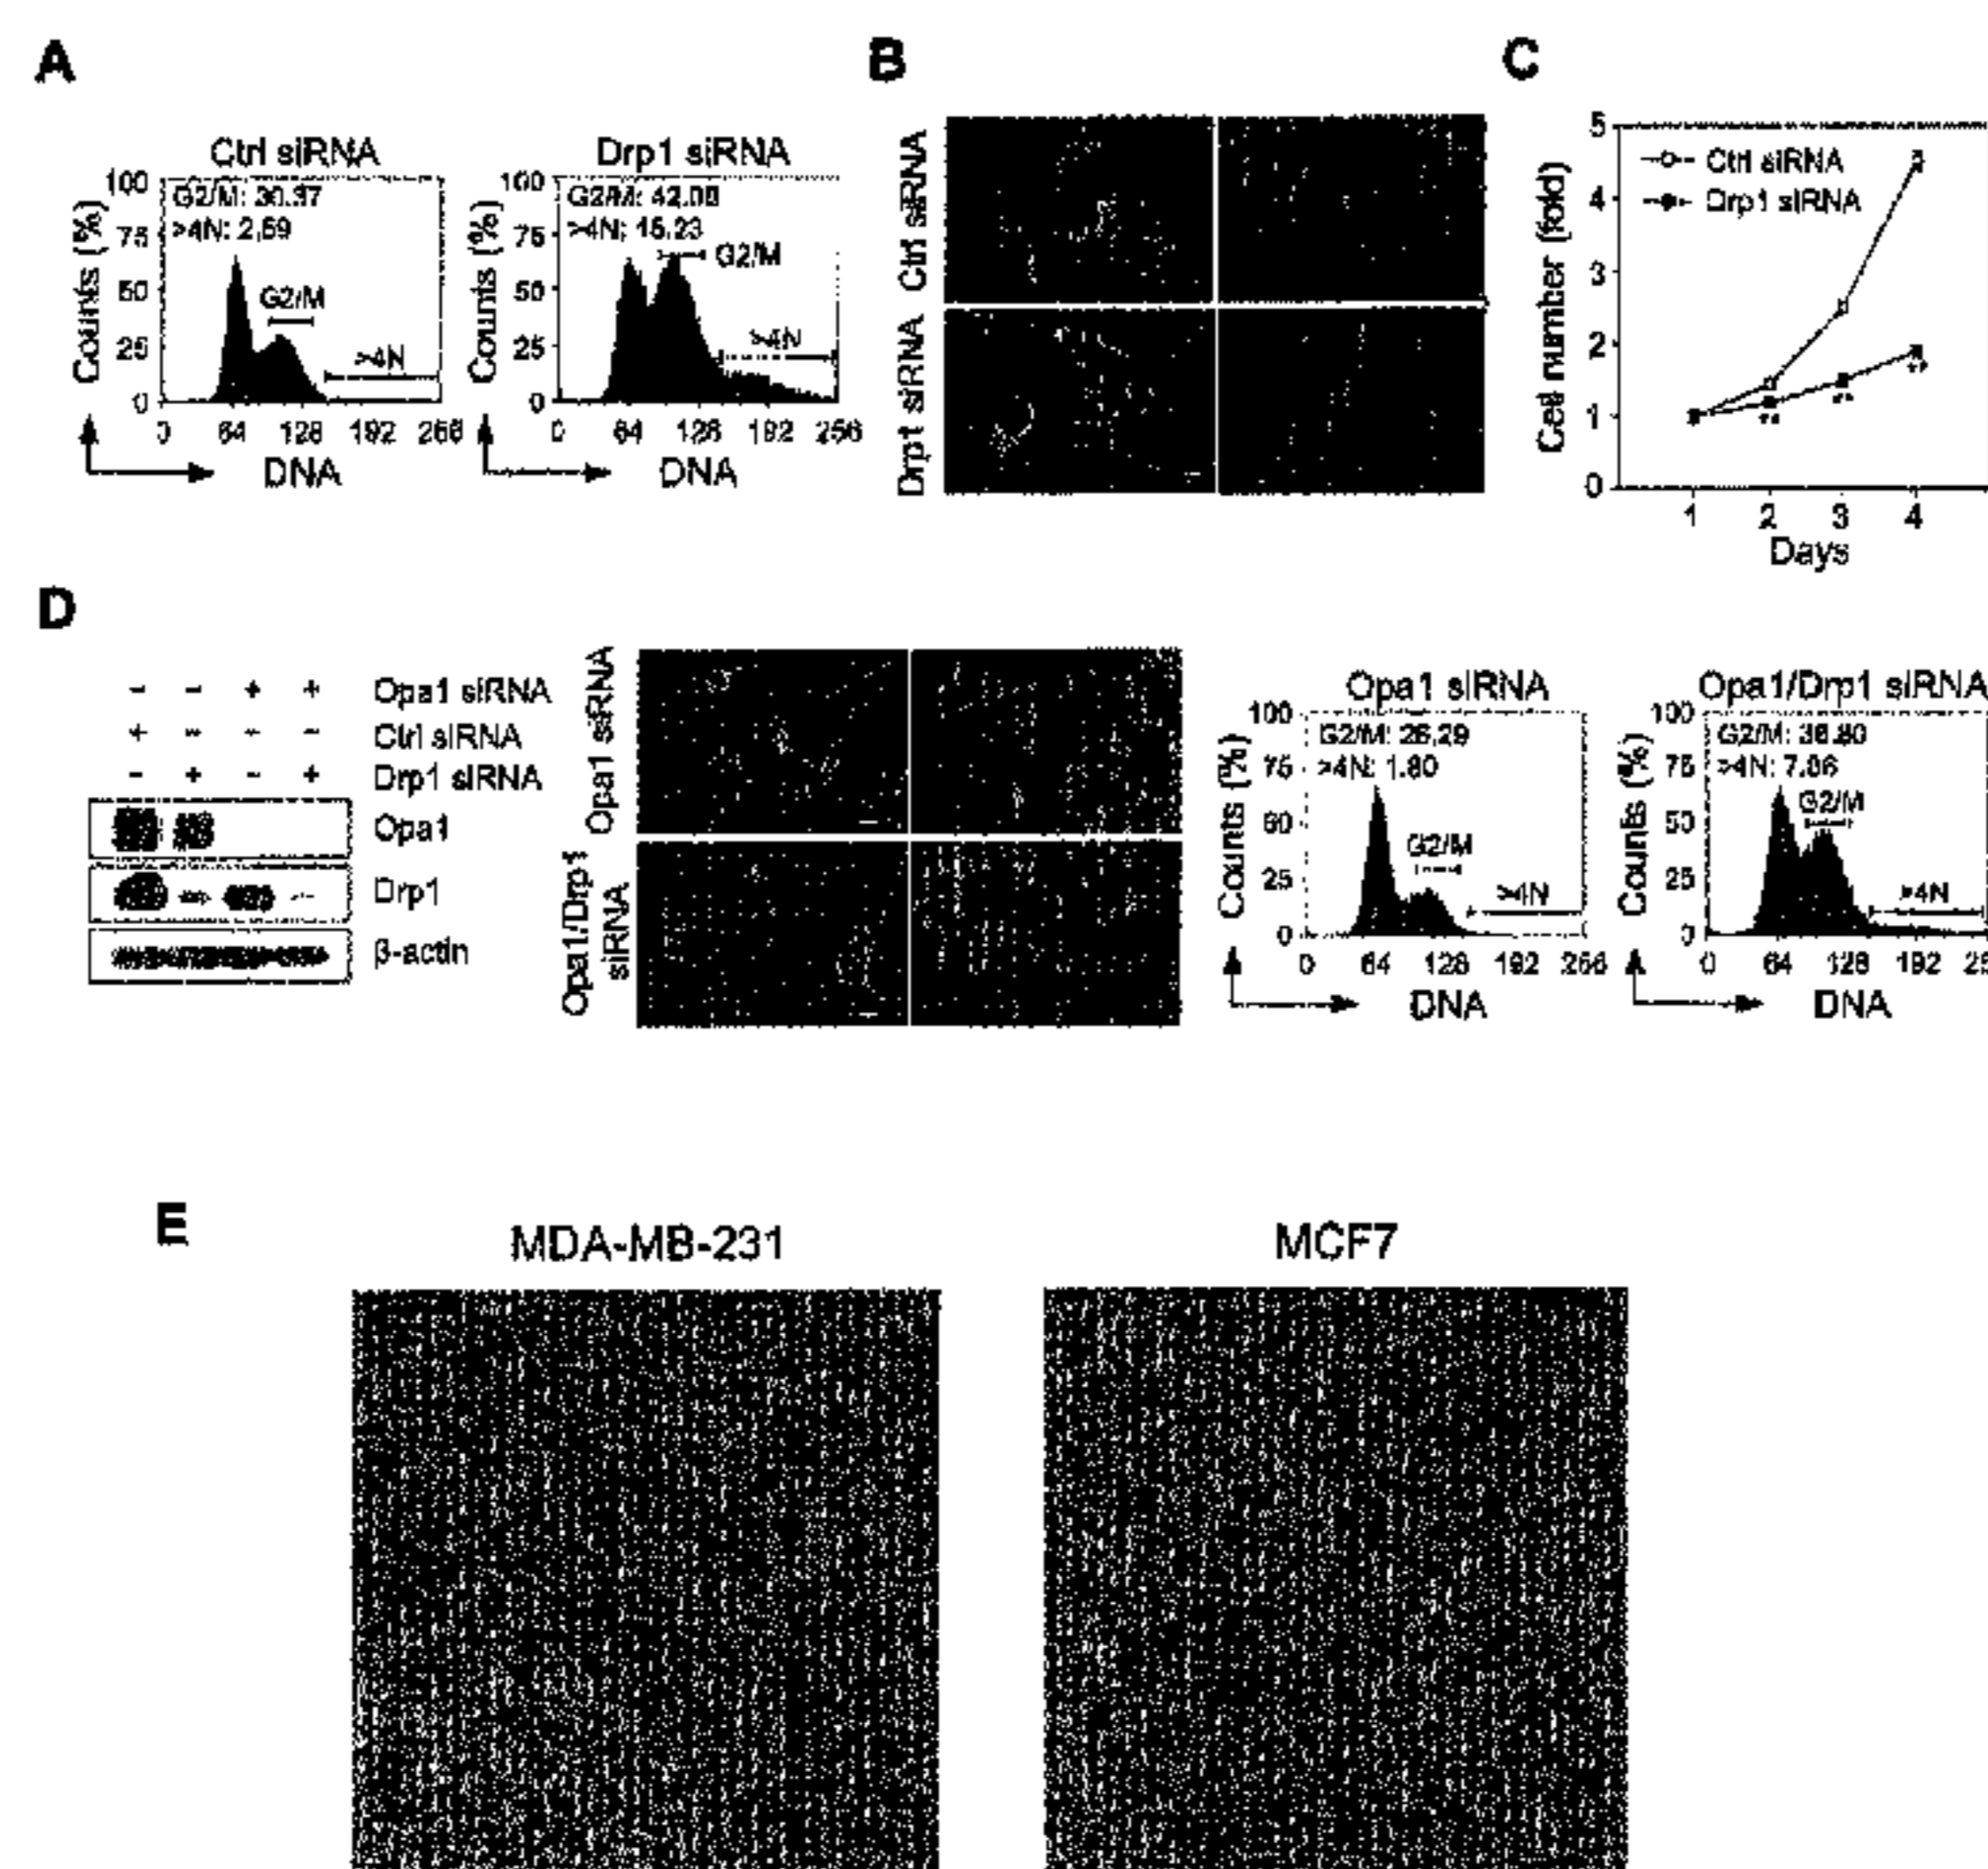 A
Ctrl siRNA
G2/M: 30.37
>4N: 2.59
G2/M
>4N
Counts (%)
100
75
50
25
0
0 64 128 192 256
DNA
Drp1 siRNA
G2/M: 42.08
>4N: 15.23
G2/M
>4N
Counts (%)
100
75
50
25
0
0 64 128 192 256
DNA
B
Ctrl siRNA
Drp1 siRNA
C
Ctrl siRNA
Drp1 siRNA
Cell number (fold)
5
4
3
2
1
0
**
**
**
1 2 3 4
Days
D
- - + + Opa1 siRNA
+ - - - Ctrl siRNA
- + - + Drp1 siRNA
Opa1
Drp1
β-actin
Opa1 siRNA
Opa1/Drp1
siRNA
Opa1 siRNA
G2/M: 26.29
>4N: 1.80
G2/M
>4N
Counts (%)
100
75
50
25
0
0 64 128 192 256
DNA
Opa1/Drp1 siRNA
G2/M: 36.80
>4N: 7.06
G2/M
>4N
Counts (%)
100
75
50
25
0
0 64 128 192
DNA
E
MDA-MB-231
MCF7